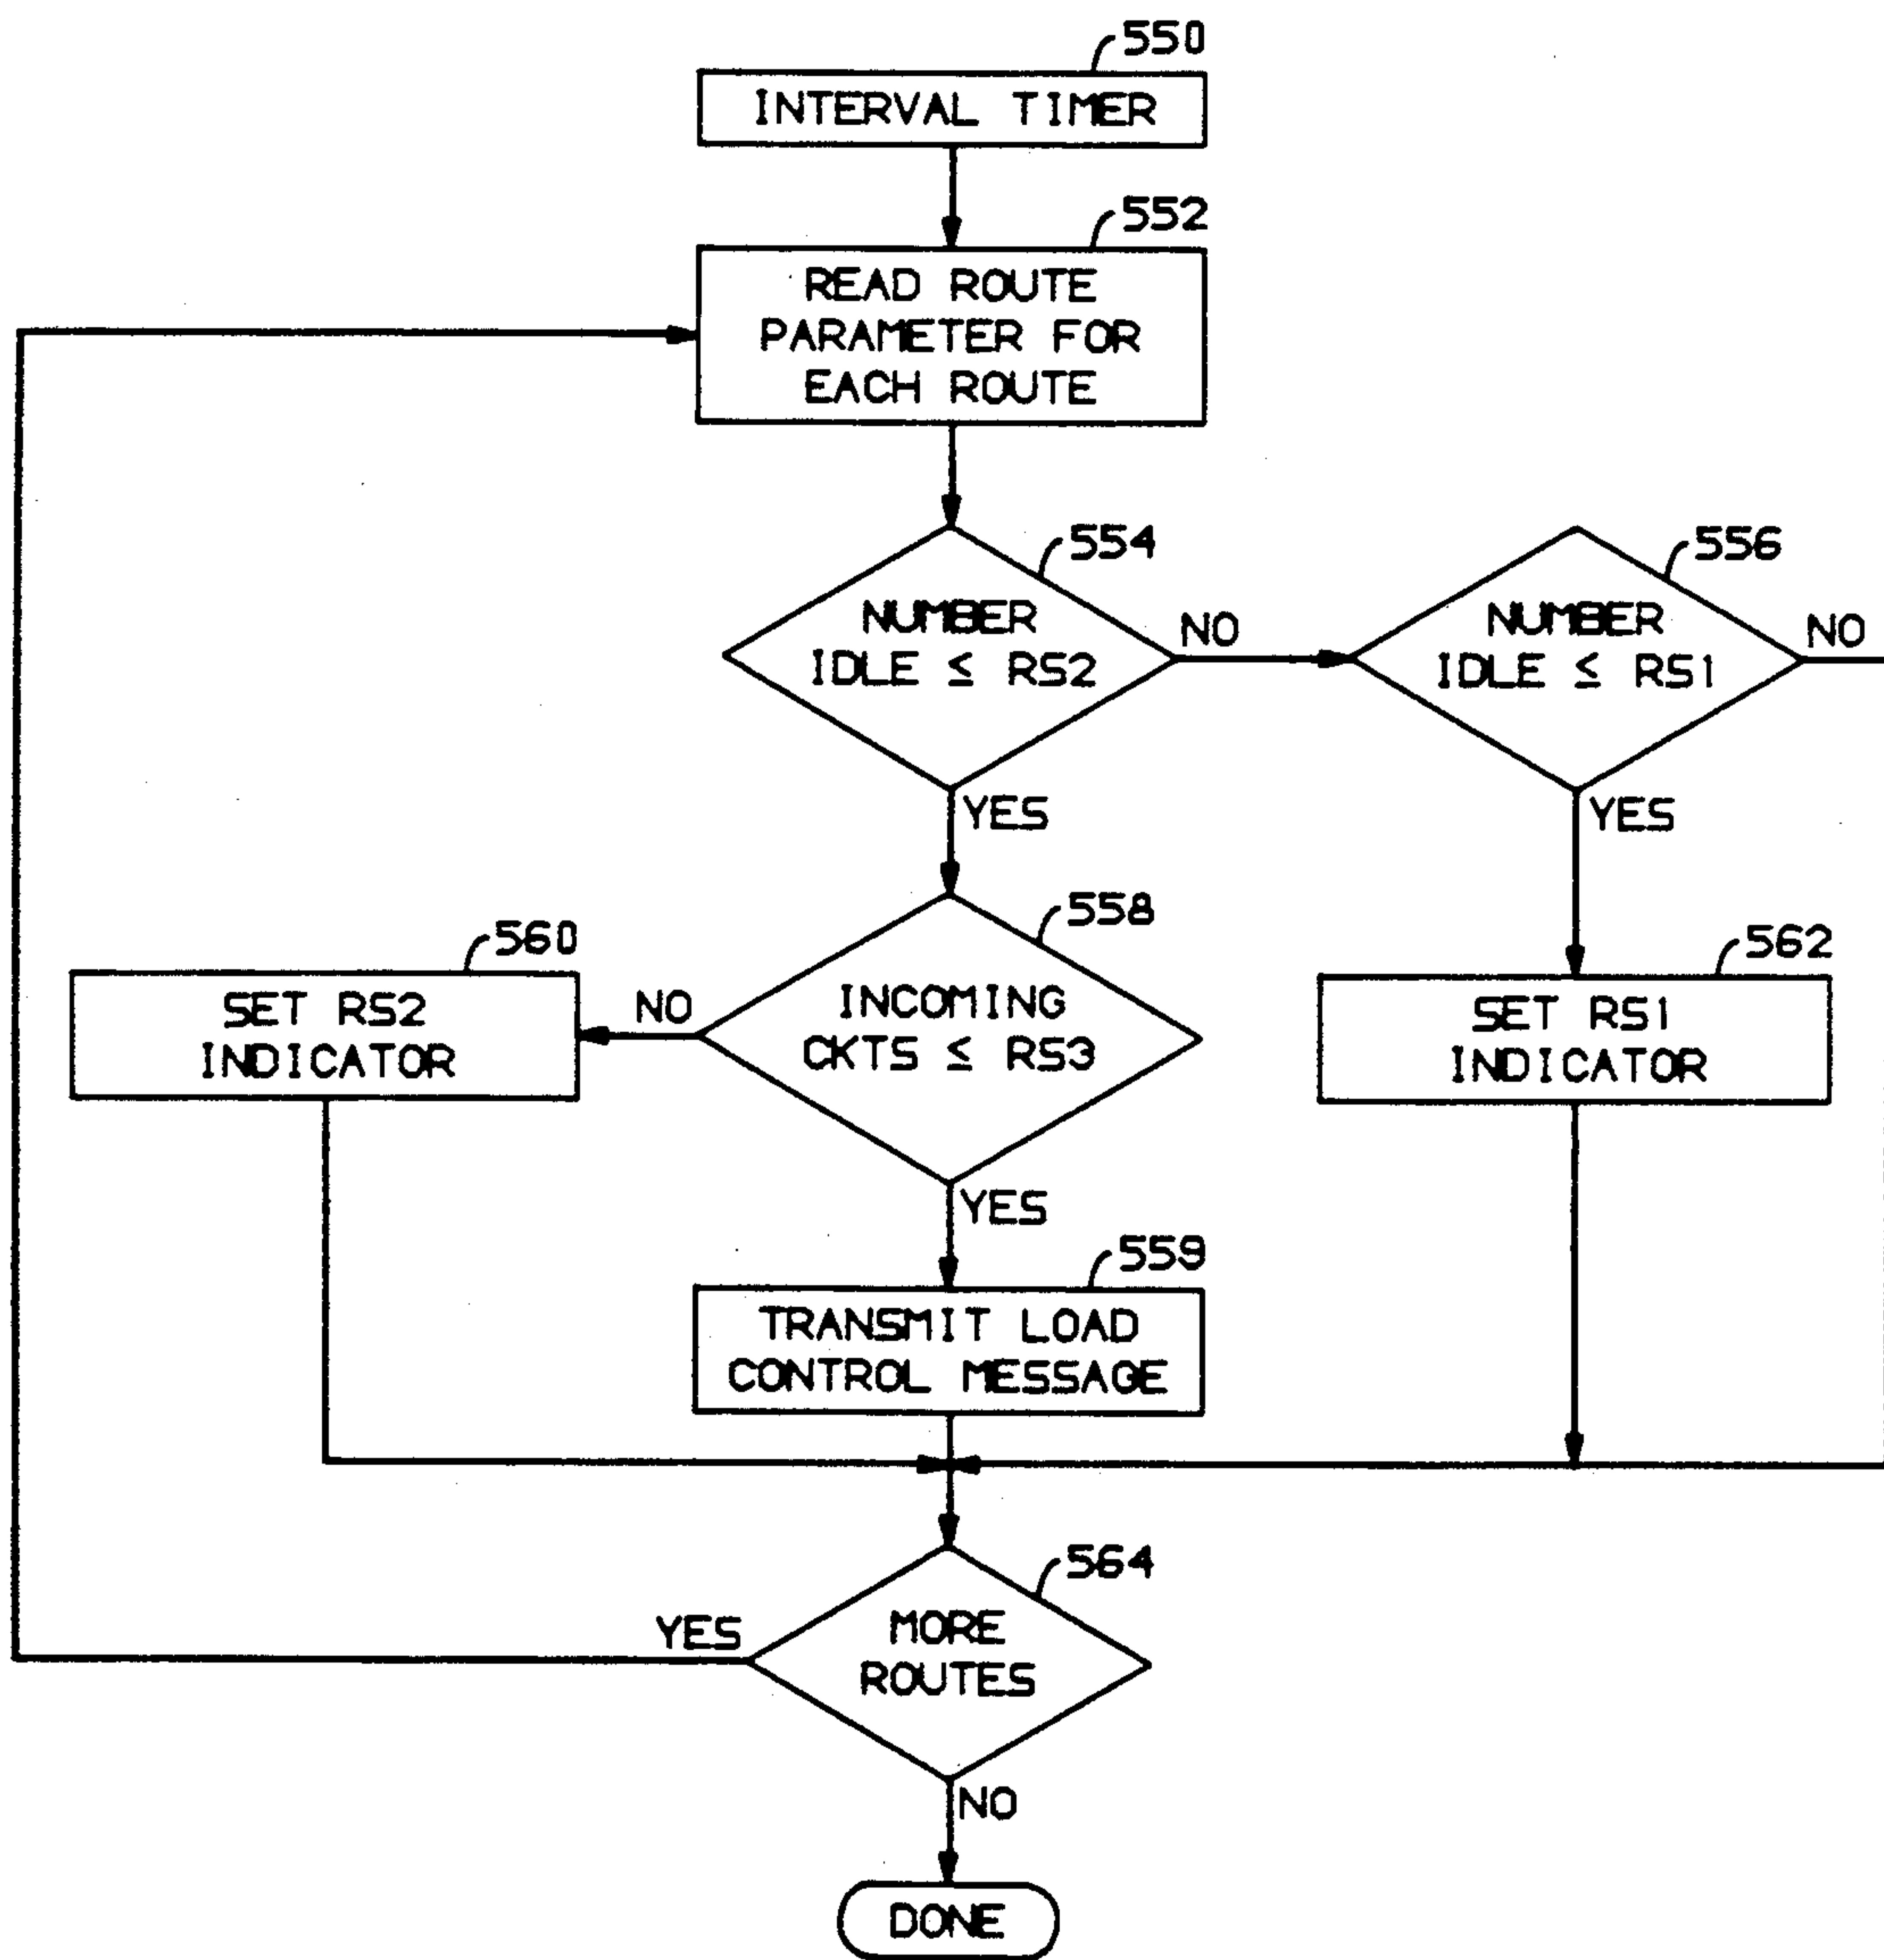 550
INTERVAL TIMER
552
READ ROUTE
PARAMETER FOR
EACH ROUTE
554
NUMBER
IDLE ≤ RS2
NO
556
NUMBER
IDLE ≤ RS1
NO
YES
YES
558
INCOMING
CKTS ≤ RS3
NO
560
SET RS2
INDICATOR
562
SET RS1
INDICATOR
YES
559
TRANSMIT LOAD
CONTROL MESSAGE
564
MORE
ROUTES
YES
NO
DONE